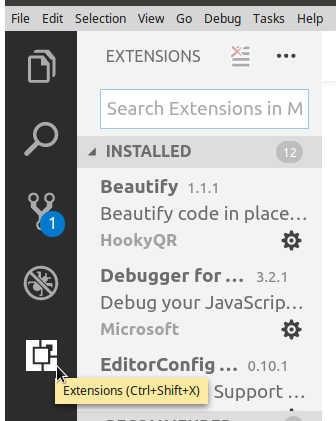 File Edit Selection View Go Debug Tasks Help
EXTENSIONS
Search Extensions in M
INSTALLED 12
Beautify 1.1.1
Beautify code in place...
HookyQR
1
Debugger for ... 3.2.1
Debug your JavaScrip...
Microsoft
EditorConfig ... 0.10.1
Extensions (Ctrl+Shift+X) Support ...
RECOMMENDED